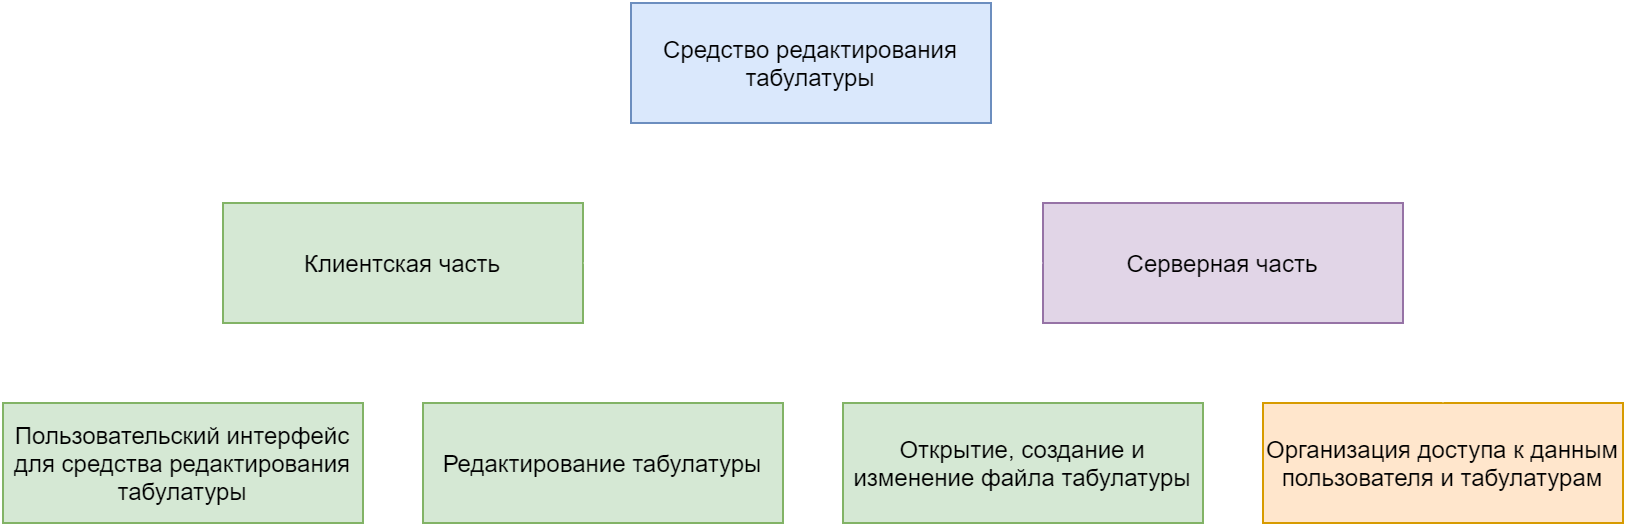 Средство редактирования
табулатуры
Клиентская часть
Серверная часть
Пользовательский интерфейс
для средства редактирования
табулатуры
Редактирование табулатуры
Открытие, создание и
изменение файла табулатуры
Организация доступа к данным
пользователя и табулатурам